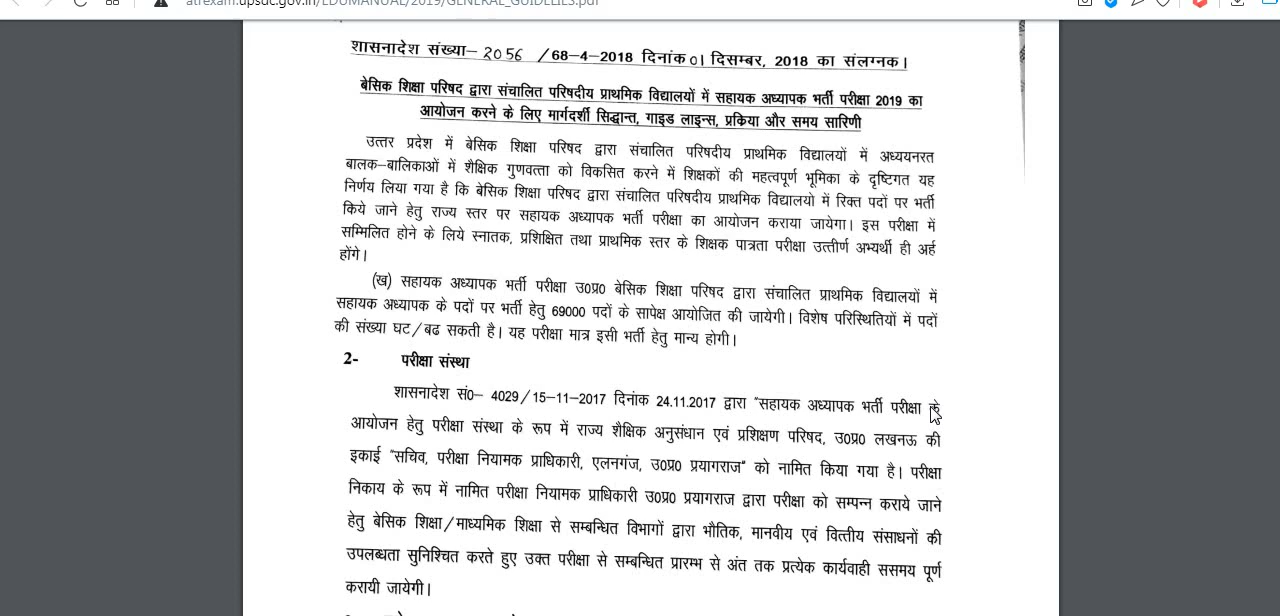 atrexam.upsdc.gov.in/EDUMANUAL/2019/GENERAL_GUIDELIES.pdf
शासनादेश संख्या– 2056 /68–4–2018 दिनांक 01 दिसम्बर, 2018 का संलग्नक।
बेसिक शिक्षा परिषद द्वारा संचालित परिषदीय प्राथमिक विद्यालयों में सहायक अध्यापक भर्ती परीक्षा 2019 का
आयोजन करने के लिए मार्गदर्शी सिद्धान्त, गाइड लाइन्स, प्रकिया और समय सारिणी
उत्तर प्रदेश में बेसिक शिक्षा परिषद द्वारा संचालित परिषदीय प्राथमिक विद्यालयों में अध्ययनरत
बालक–बालिकाओं में शैक्षिक गुणवत्ता को विकसित करने में शिक्षकों की महत्वपूर्ण भूमिका के दृष्टिगत यह
निर्णय लिया गया है कि बेसिक शिक्षा परिषद द्वारा संचालित परिषदीय प्राथमिक विद्यालयो में रिक्त पदों पर भर्ती
किये जाने हेतु राज्य स्तर पर सहायक अध्यापक भर्ती परीक्षा का आयोजन कराया जायेगा। इस परीक्षा में
सम्मिलित होने के लिये स्नातक, प्रशिक्षित तथा प्राथमिक स्तर के शिक्षक पात्रता परीक्षा उत्तीर्ण अभ्यर्थी ही अर्ह
होंगे।
(ख) सहायक अध्यापक भर्ती परीक्षा उ0प्र0 बेसिक शिक्षा परिषद द्वारा संचालित प्राथमिक विद्यालयों में
सहायक अध्यापक के पदों पर भर्ती हेतु 69000 पदों के सापेक्ष आयोजित की जायेगी। विशेष परिस्थितियों में पदों
की संख्या घट/बढ सकती है। यह परीक्षा मात्र इसी भर्ती हेतु मान्य होगी।
2- परीक्षा संस्था
शासनादेश सं0– 4029/15–11–2017 दिनांक 24.11.2017 द्वारा "सहायक अध्यापक भर्ती परीक्षा के
आयोजन हेतु परीक्षा संस्था के रूप में राज्य शैक्षिक अनुसंधान एवं प्रशिक्षण परिषद, उ0प्र0 लखनऊ की
इकाई "सचिव, परीक्षा नियामक प्राधिकारी, एलनगंज, उ0प्र0 प्रयागराज" को नामित किया गया है। परीक्षा
निकाय के रूप में नामित परीक्षा नियामक प्राधिकारी उ0प्र0 प्रयागराज द्वारा परीक्षा को सम्पन्न कराये जाने
हेतु बेसिक शिक्षा/माध्यमिक शिक्षा से सम्बन्धित विभागों द्वारा भौतिक, मानवीय एवं वित्तीय संसाधनों की
उपलब्धता सुनिश्चित करते हुए उक्त परीक्षा से सम्बन्धित प्रारम्भ से अंत तक प्रत्येक कार्यवाही ससमय पूर्ण
करायी जायेगी।